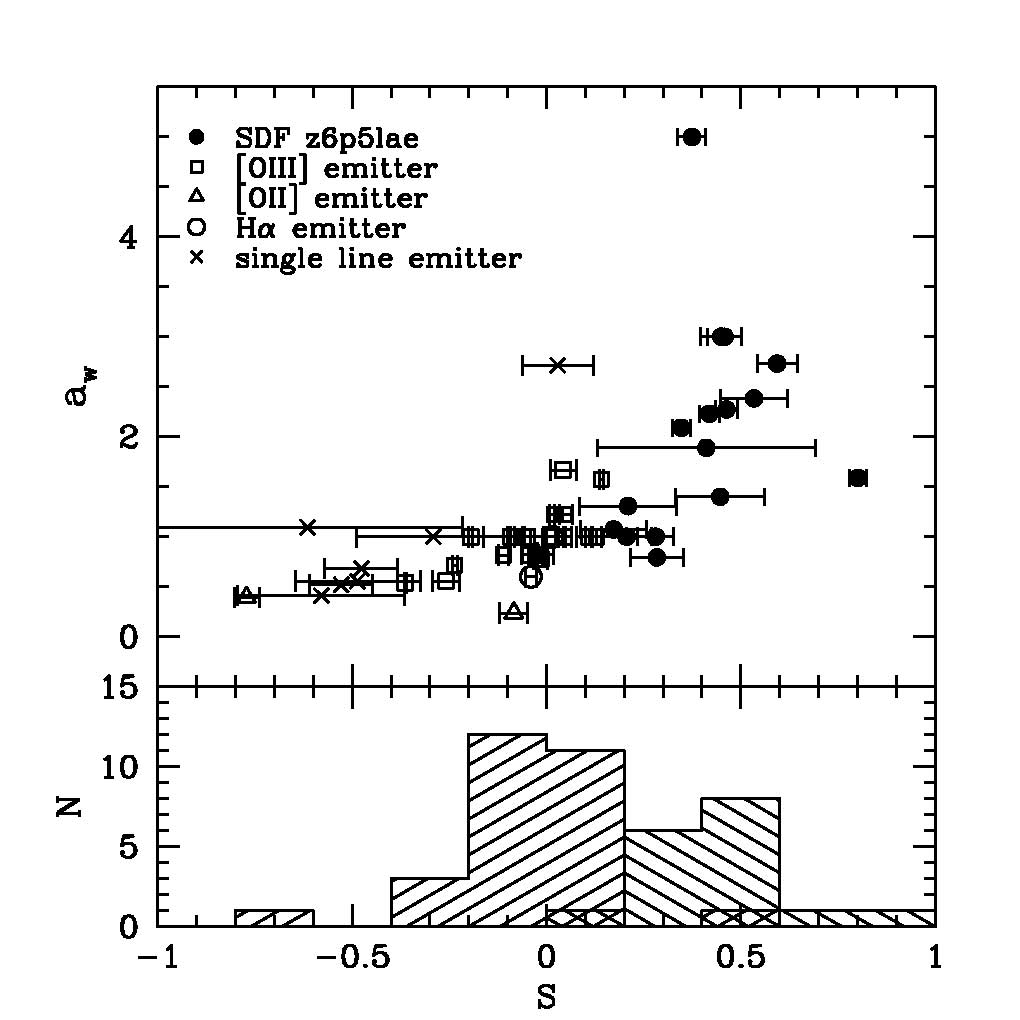 SDF z6p5lae
[OIII] emitter
[OII] emitter
Hα emitter
single line emitter
4
2
0
a_w
15
10
5
0
N
−1 −0.5 0 0.5 1
S